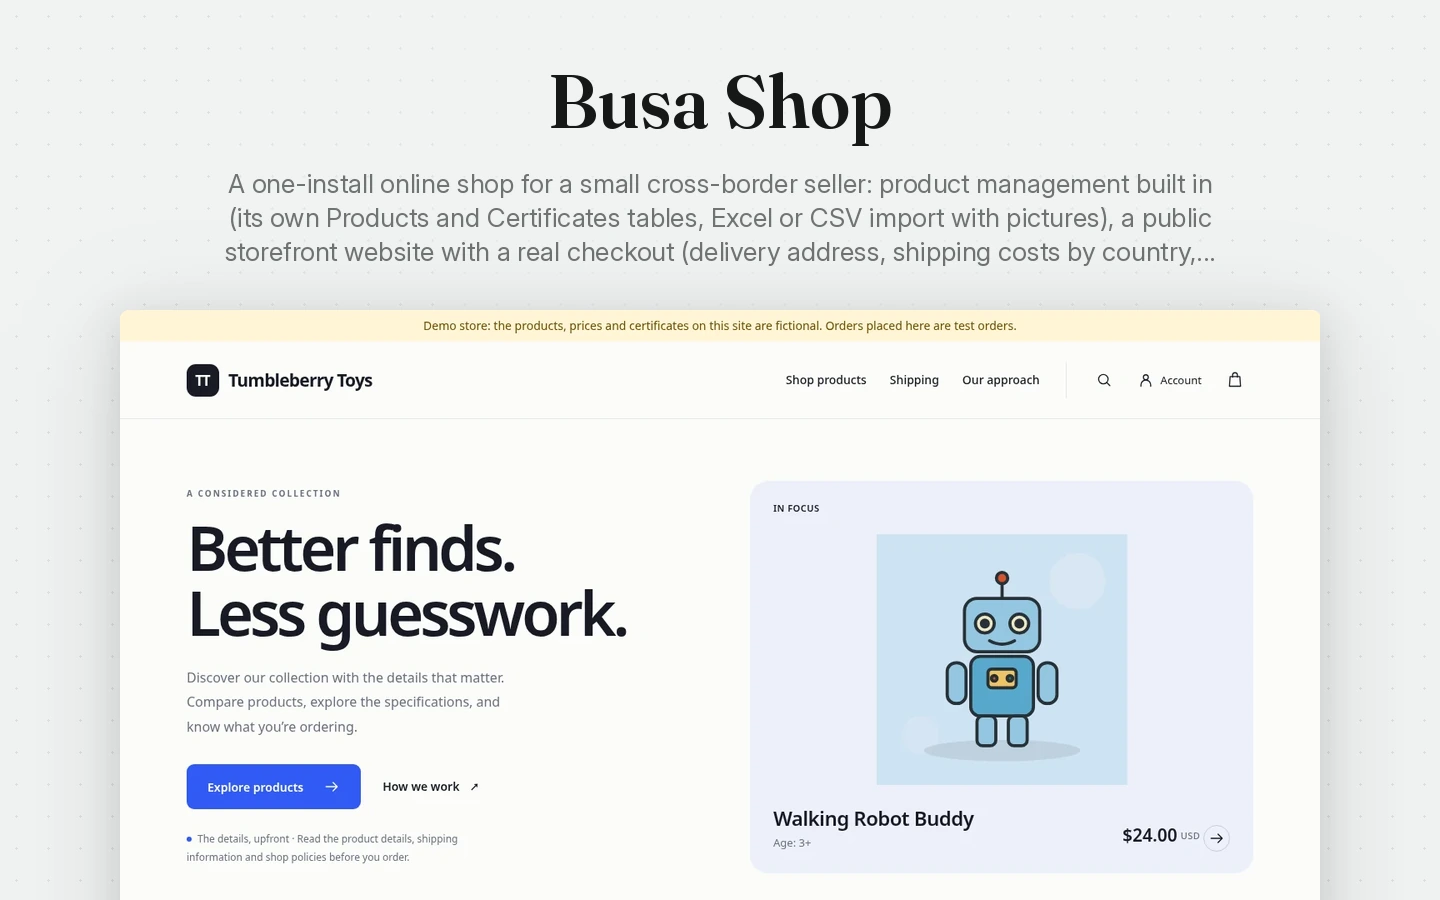 Busa Shop
A one-install online shop for a small cross-border seller: product management built in
(its own Products and Certificates tables, Excel or CSV import with pictures), a public
storefront website with a real checkout (delivery address, shipping costs by country,...
Demo store: the products, prices and certificates on this site are fictional. Orders placed here are test orders.
TT
Tumbleberry Toys
Shop products
Shipping
Our approach
Account
A CONSIDERED COLLECTION
Better finds.
Less guesswork.
Discover our collection with the details that matter.
Compare products, explore the specifications, and
know what you’re ordering.
Explore products →
How we work ↗
The details, upfront · Read the product details, shipping
information and shop policies before you order.
IN FOCUS
Walking Robot Buddy
Age: 3+
$24.00 USD